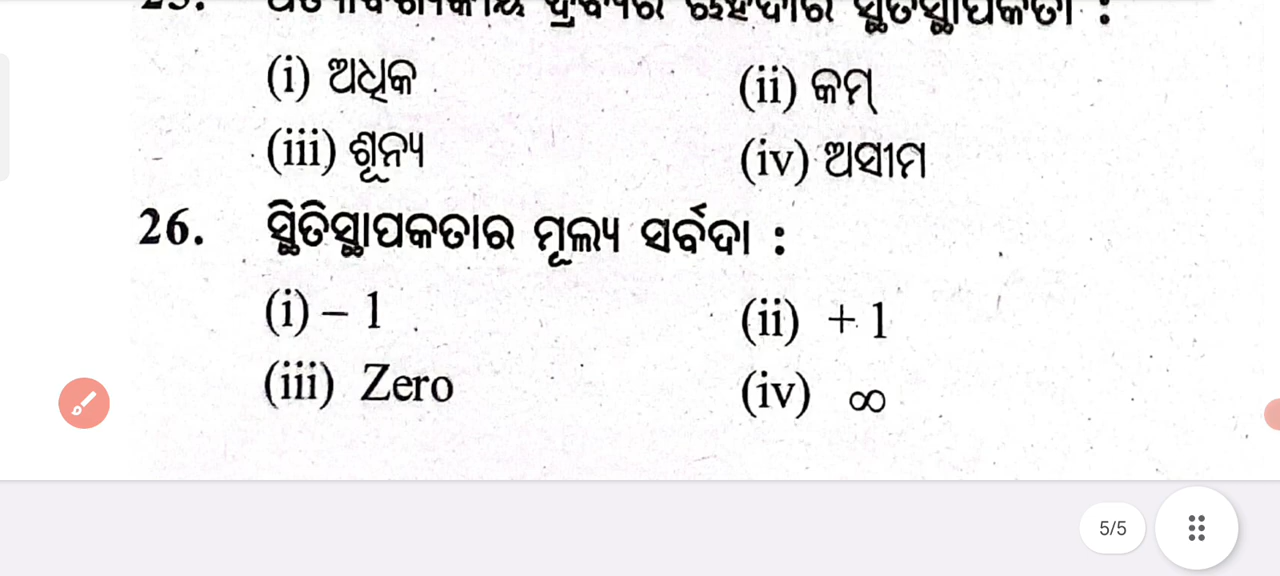 (i) ଅଧିକ (ii) କମ୍
(iii) ଶୂନ୍ୟ (iv) ଅସୀମ
26. ସ୍ଥିତିସ୍ଥାପକତାର ମୂଲ୍ୟ ସର୍ବଦା :
(i) – 1 (ii) + 1
(iii) Zero (iv) ∞
5/5